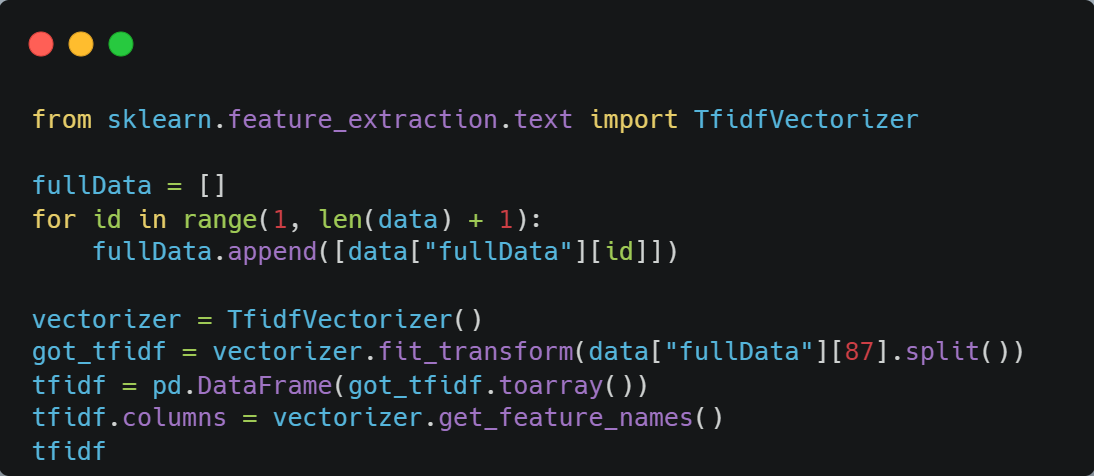 from sklearn.feature_extraction.text import TfidfVectorizer
fullData = []
for id in range(1, len(data) + 1):
    fullData.append([data["fullData"][id]])
vectorizer = TfidfVectorizer()
got_tfidf = vectorizer.fit_transform(data["fullData"][87].split())
tfidf = pd.DataFrame(got_tfidf.toarray())
tfidf.columns = vectorizer.get_feature_names()
tfidf